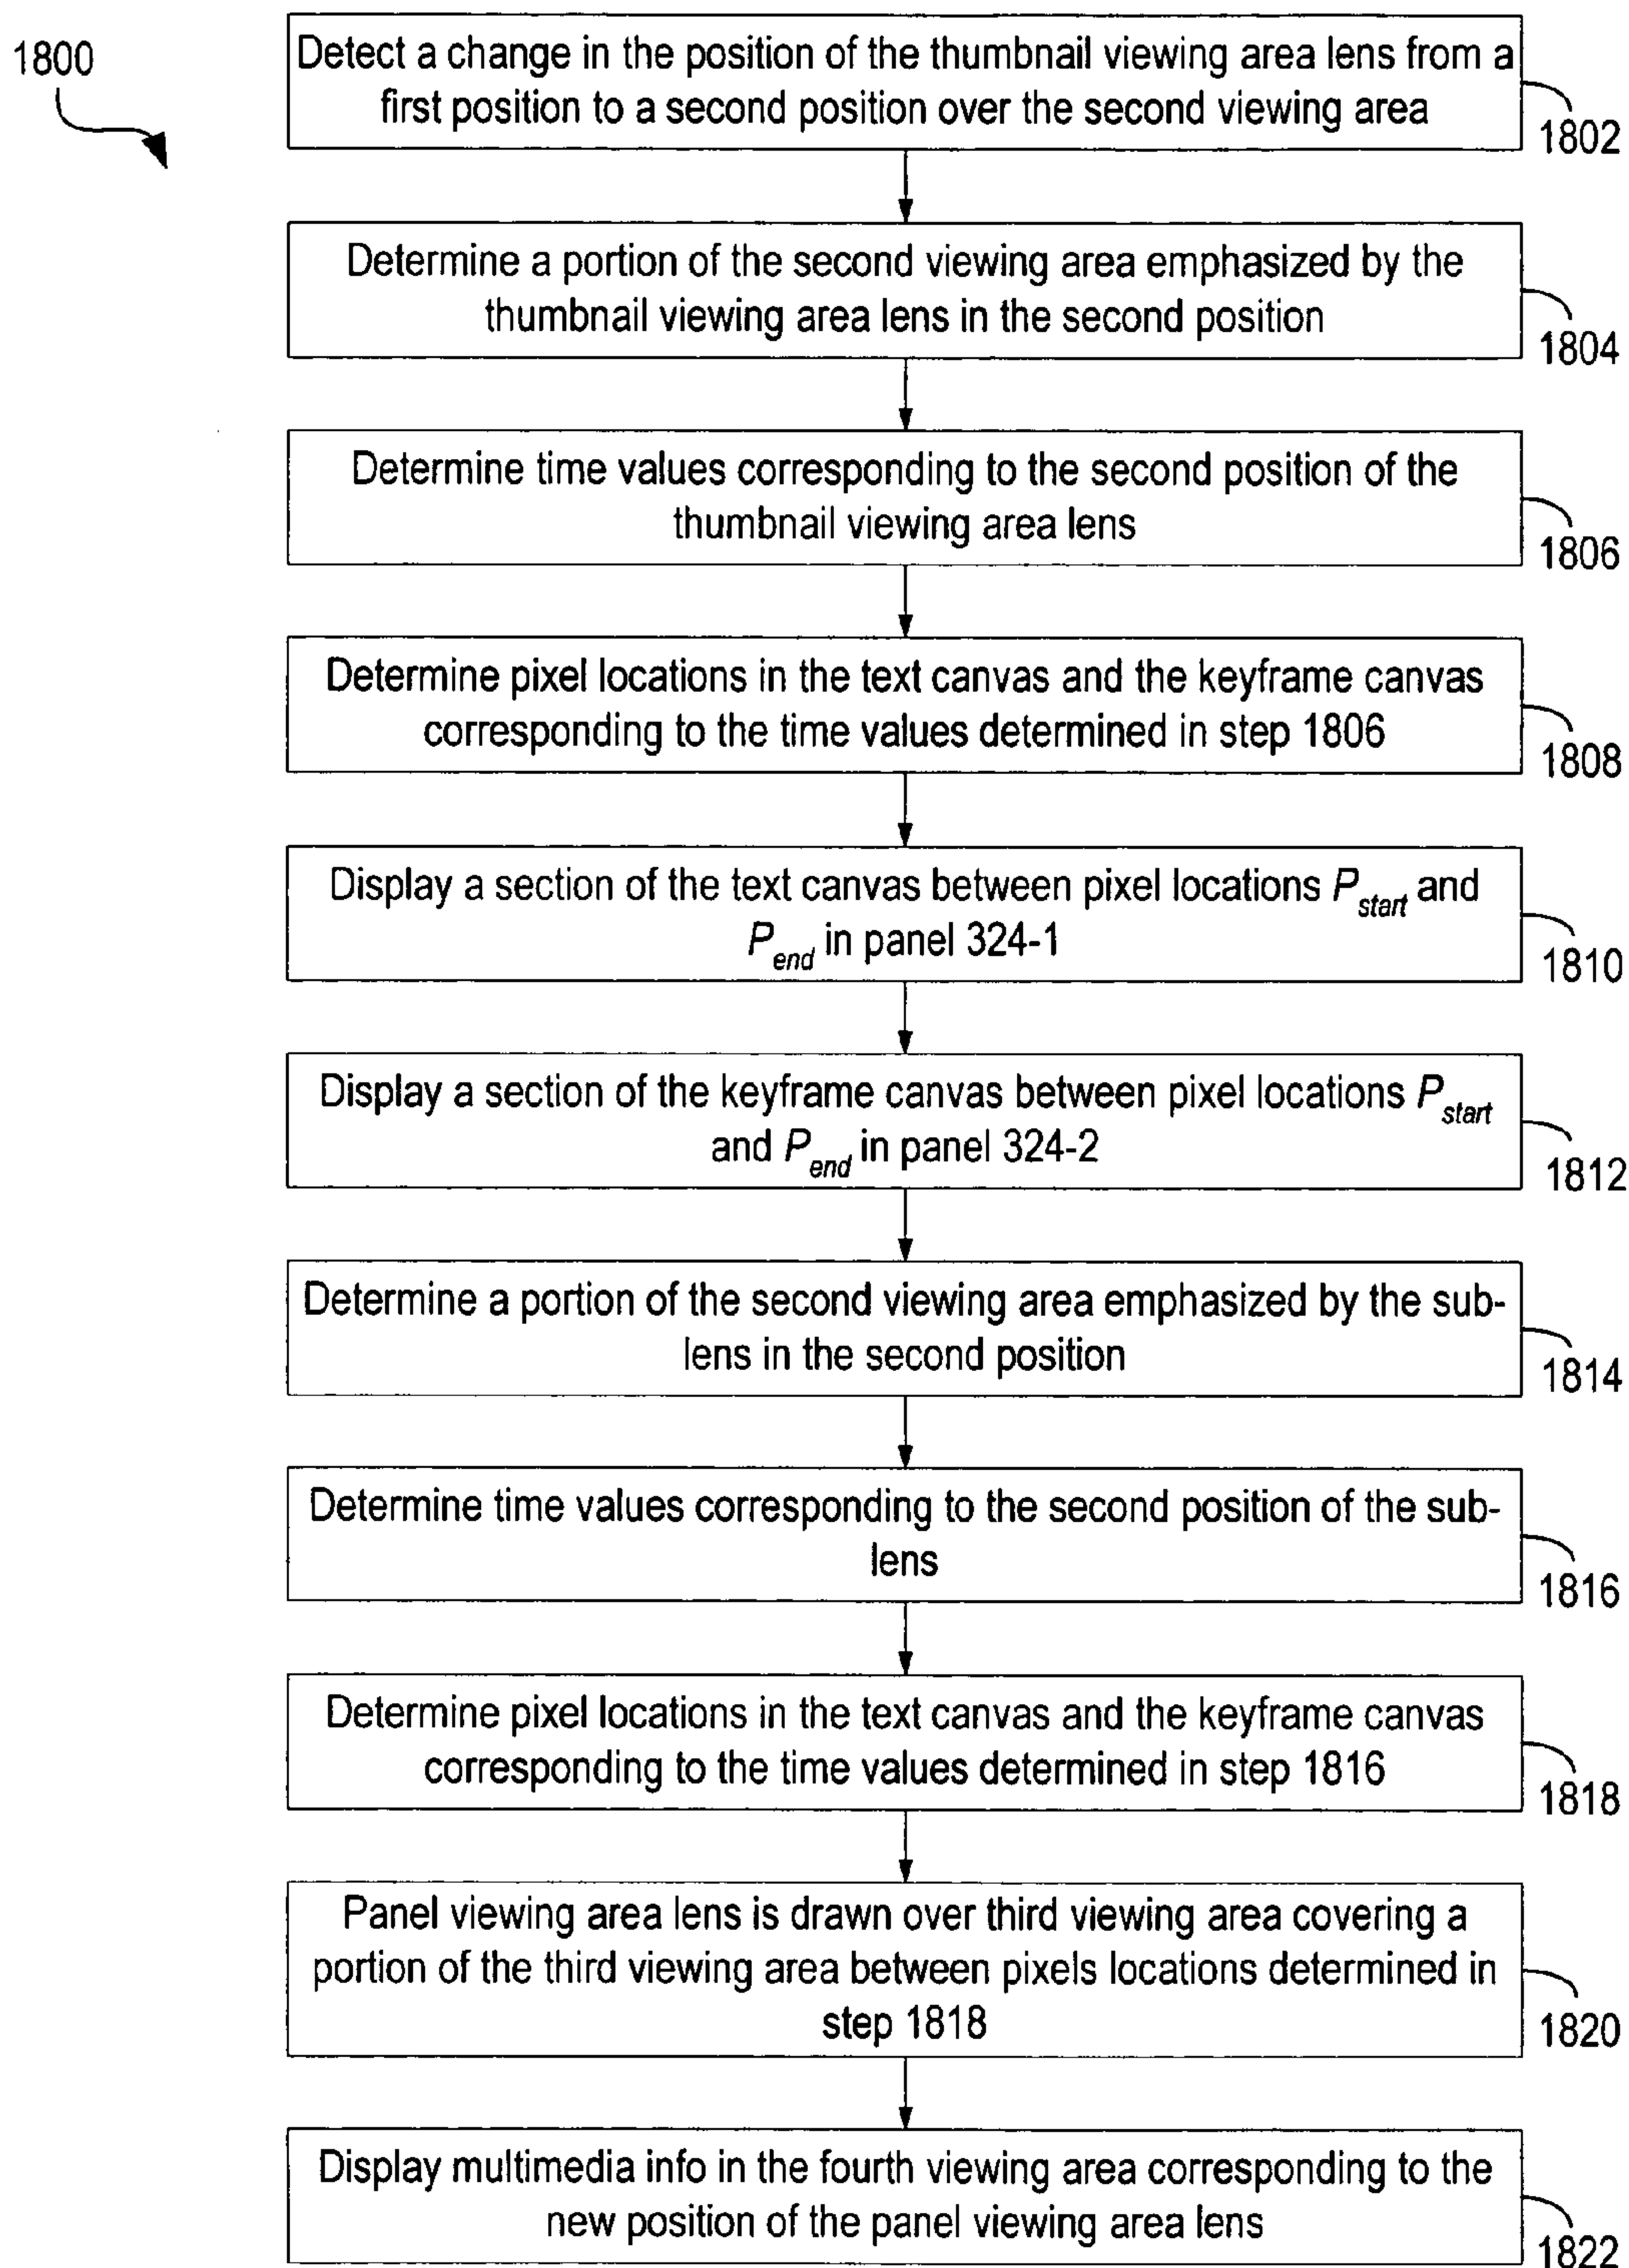 1800
Detect a change in the position of the thumbnail viewing area lens from a
first position to a second position over the second viewing area
1802
Determine a portion of the second viewing area emphasized by the
thumbnail viewing area lens in the second position
1804
Determine time values corresponding to the second position of the
thumbnail viewing area lens
1806
Determine pixel locations in the text canvas and the keyframe canvas
corresponding to the time values determined in step 1806
1808
Display a section of the text canvas between pixel locations Pstart and
Pend in panel 324-1
1810
Display a section of the keyframe canvas between pixel locations Pstart
and Pend in panel 324-2
1812
Determine a portion of the second viewing area emphasized by the sub-
lens in the second position
1814
Determine time values corresponding to the second position of the sub-
lens
1816
Determine pixel locations in the text canvas and the keyframe canvas
corresponding to the time values determined in step 1816
1818
Panel viewing area lens is drawn over third viewing area covering a
portion of the third viewing area between pixels locations determined in
step 1818
1820
Display multimedia info in the fourth viewing area corresponding to the
new position of the panel viewing area lens
1822